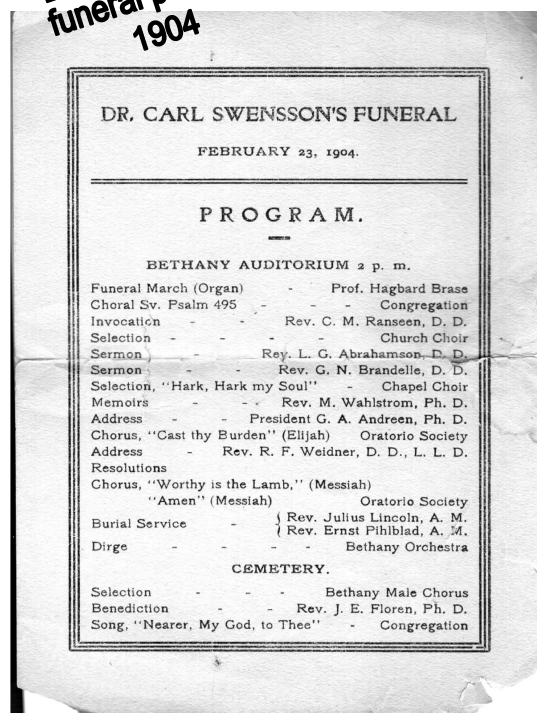 funeral
1904
DR. CARL SWENSSON'S FUNERAL
FEBRUARY 23, 1904.
PROGRAM.
BETHANY AUDITORIUM 2 p. m.
Funeral March (Organ) - Prof. Hagbard Brase
Choral Sv. Psalm 495 - - - Congregation
Invocation - - Rev. C. M. Ranseen, D. D.
Selection - - - - Church Choir
Sermon - - Rev. L. G. Abrahamson, D. D.
Sermon - - Rev. G. N. Brandelle, D. D.
Selection, "Hark, Hark my Soul" - Chapel Choir
Memoirs - - - Rev. M. Wahlstrom, Ph. D.
Address - - President G. A. Andreen, Ph. D.
Chorus, "Cast thy Burden" (Elijah) Oratorio Society
Address - Rev. R. F. Weidner, D. D., L. L. D.
Resolutions
Chorus, "Worthy is the Lamb," (Messiah)
"Amen" (Messiah) Oratorio Society
Burial Service - { Rev. Julius Lincoln, A. M.
{ Rev. Ernst Pihlblad, A. M.
Dirge - - - - Bethany Orchestra
CEMETERY.
Selection - - - Bethany Male Chorus
Benediction - - Rev. J. E. Floren, Ph. D.
Song, "Nearer, My God, to Thee" - Congregation